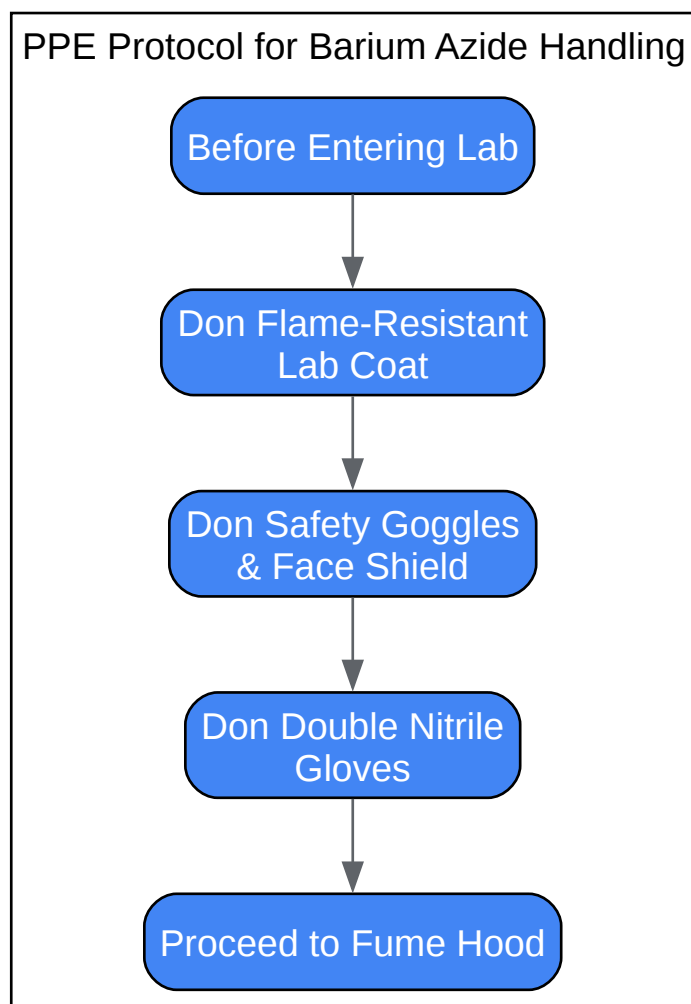 PPE Protocol for Barium Azide Handling
Before Entering Lab
Don Flame-Resistant
Lab Coat
Don Safety Goggles
& Face Shield
Don Double Nitrile
Gloves
Proceed to Fume Hood